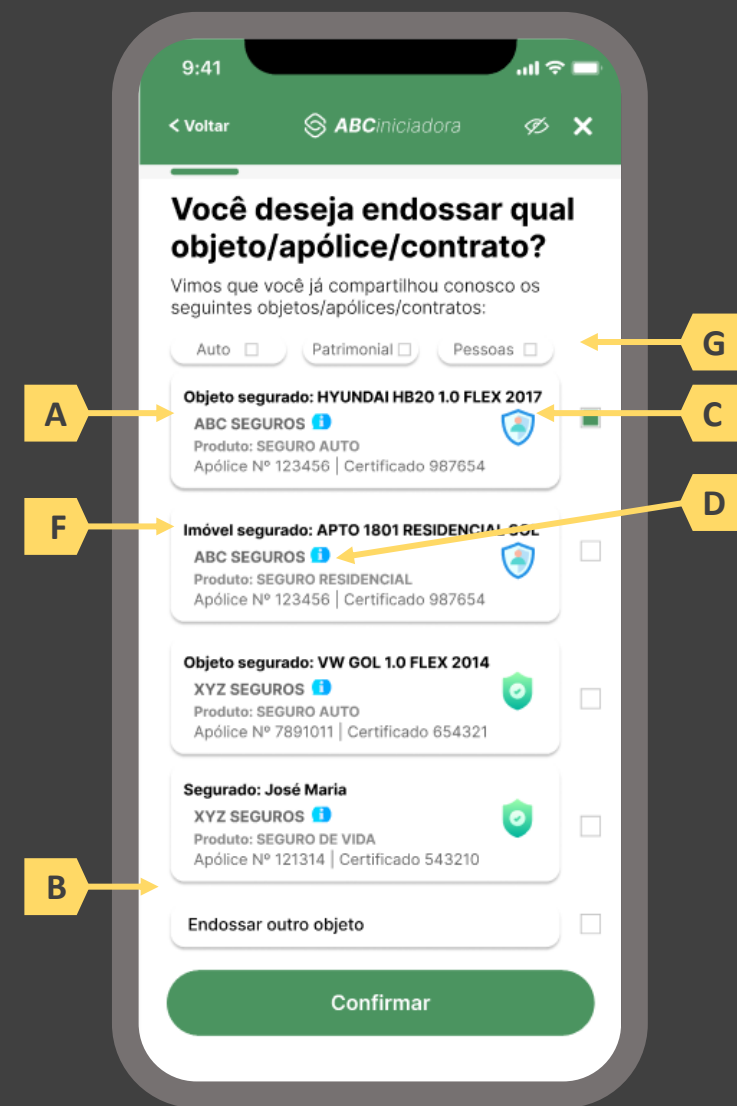 9:41
< Voltar
ABCiniciadora
Você deseja endossar qual
objeto/apólice/contrato?
Vimos que você já compartilhou conosco os
seguintes objetos/apólices/contratos:
Auto
Patrimonial
Pessoas
G
A
Objeto segurado: HYUNDAI HB20 1.0 FLEX 2017
ABC SEGUROS
Produto: SEGURO AUTO
Apólice Nº 123456 | Certificado 987654
C
D
F
Imóvel segurado: APTO 1801 RESIDENCIAL SOL
ABC SEGUROS
Produto: SEGURO RESIDENCIAL
Apólice Nº 123456 | Certificado 987654
Objeto segurado: VW GOL 1.0 FLEX 2014
XYZ SEGUROS
Produto: SEGURO AUTO
Apólice Nº 7891011 | Certificado 654321
Segurado: José Maria
XYZ SEGUROS
Produto: SEGURO DE VIDA
Apólice Nº 121314 | Certificado 543210
B
Endossar outro objeto
Confirmar